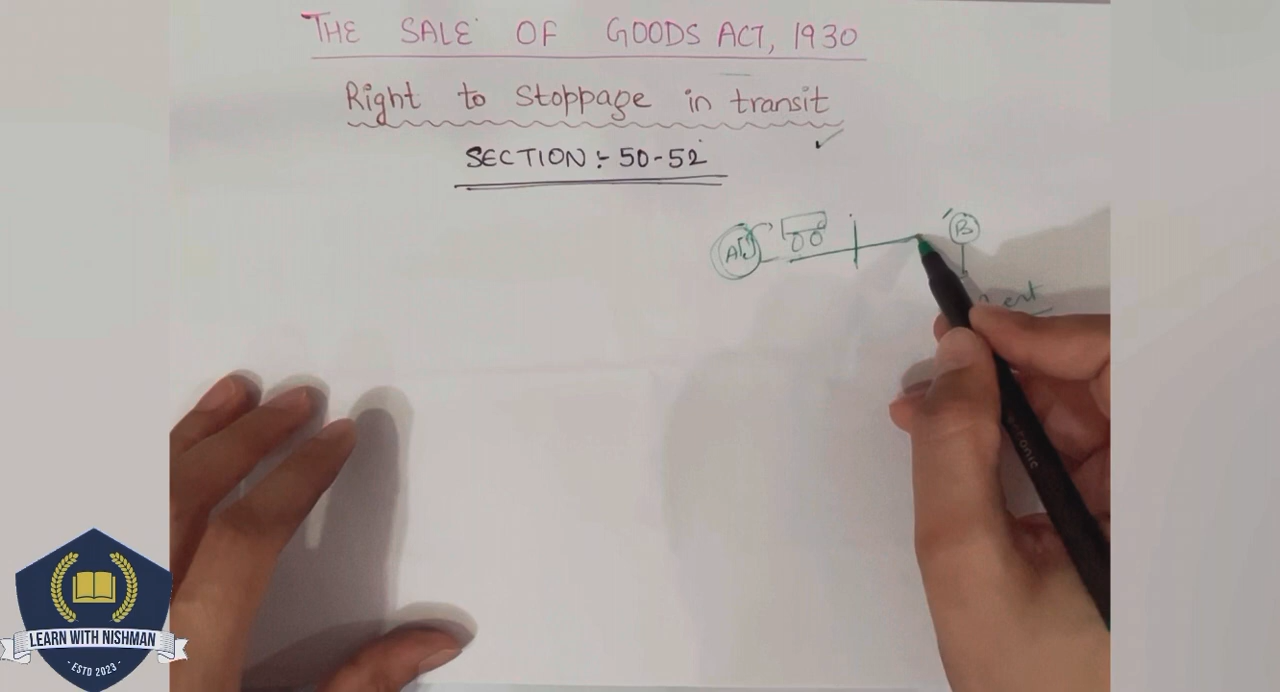 THE SALE OF GOODS ACT, 1930
Right to Stoppage in transit
SECTION :- 50-52
A
B
LEARN WITH NISHMAN
- ESTD 2023 -